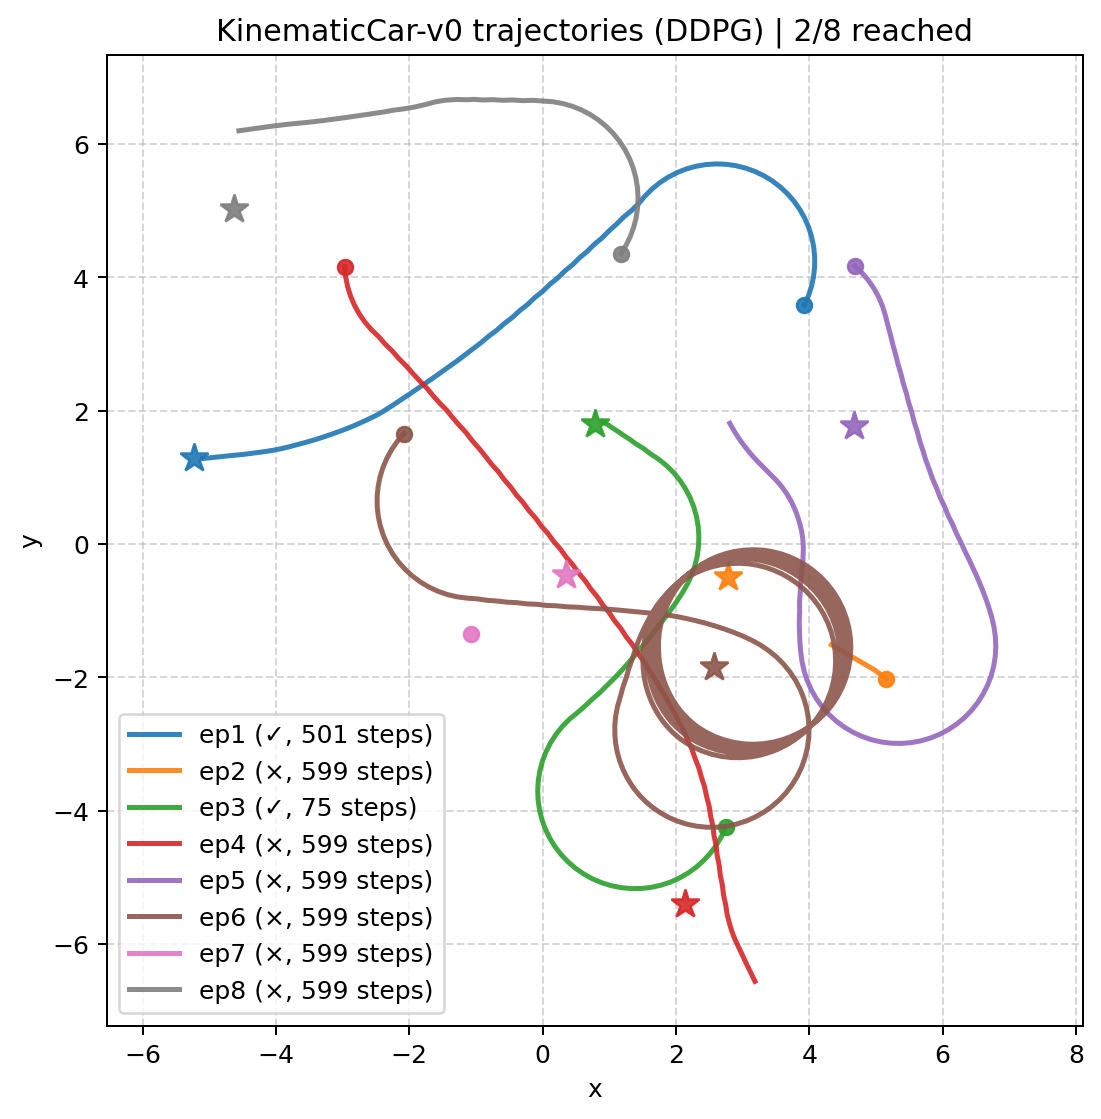 KinematicCar-v0 trajectories (DDPG) | 2/8 reached
6
4
2
0
−2
−4
−6
y
ep1 (✓, 501 steps)
ep2 (×, 599 steps)
ep3 (✓, 75 steps)
ep4 (×, 599 steps)
ep5 (×, 599 steps)
ep6 (×, 599 steps)
ep7 (×, 599 steps)
ep8 (×, 599 steps)
−6 −4 −2 0 2 4 6 8
x